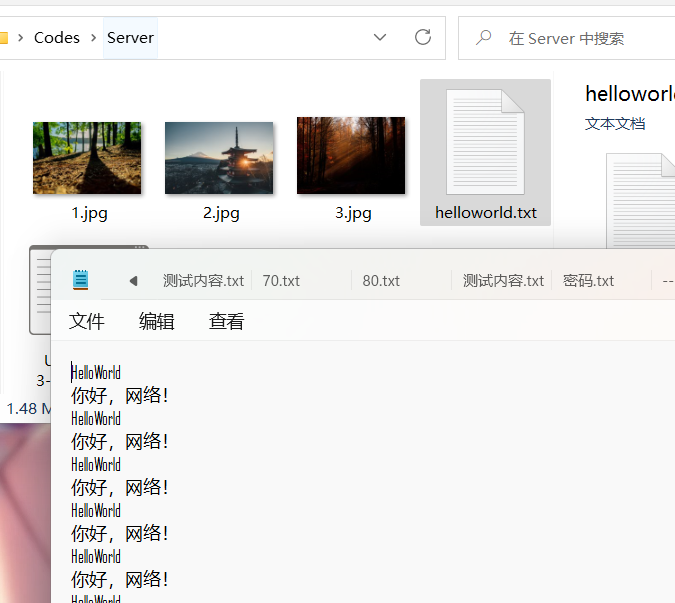 Codes > Server
在 Server 中搜索
1.jpg
2.jpg
3.jpg
helloworld.txt
文本文档
测试内容.txt
70.txt
80.txt
测试内容.txt
密码.txt
--
文件
编辑
查看
3-
1.48 M
HelloWorld
你好，网络！
HelloWorld
你好，网络！
HelloWorld
你好，网络！
HelloWorld
你好，网络！
HelloWorld
你好，网络！
HelloWorld